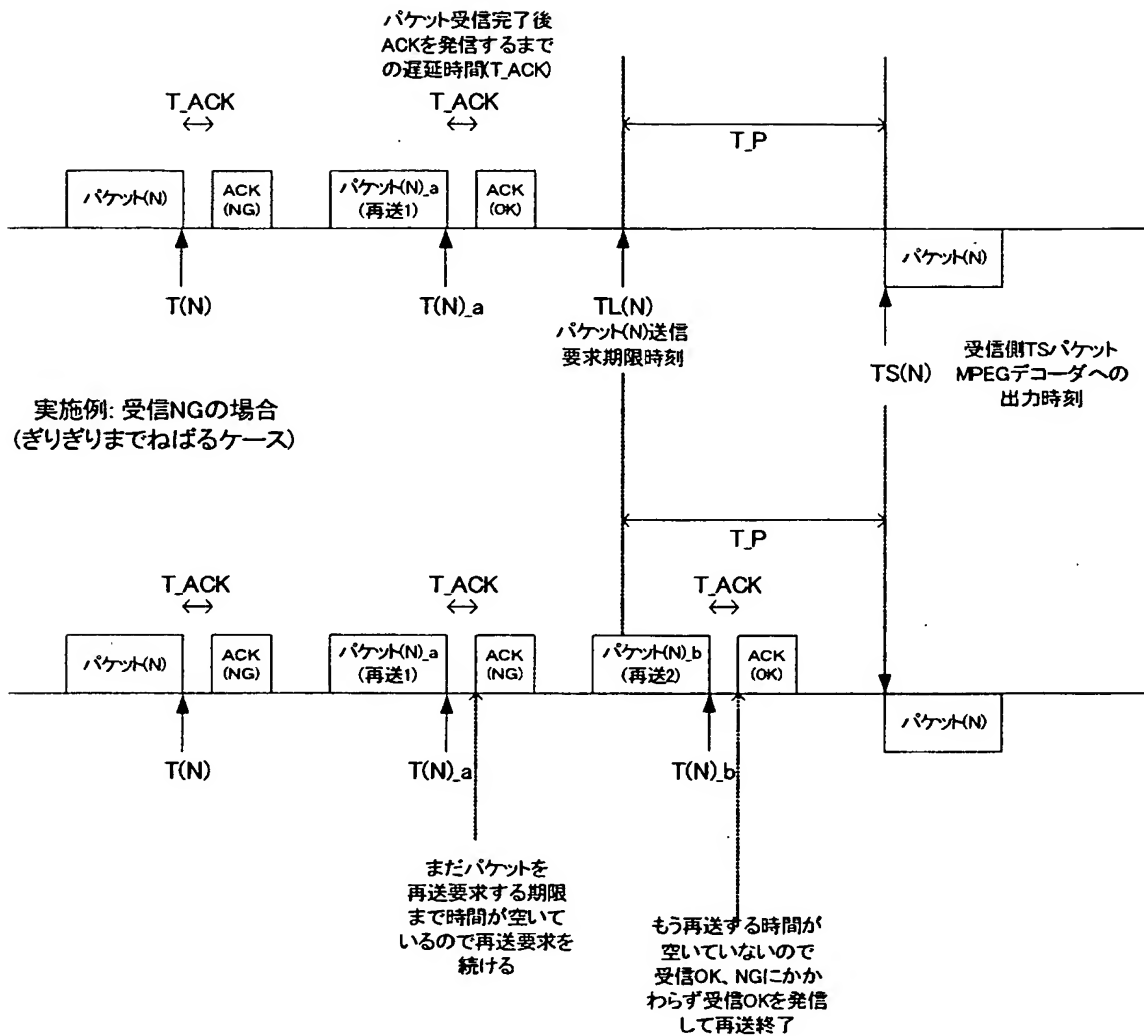 パケット受信完了後
ACKを発信するまで
の遅延時間(T_ACK)
T_ACK
T_ACK
T_P
パケット(N)
ACK
(NG)
パケット(N)_a
(再送1)
ACK
(OK)
パケット(N)
T(N)
T(N)_a
TL(N)
パケット(N)送信
要求期限時刻
TS(N)
受信側TSパケット
MPEGデコーダへの
出力時刻
実施例: 受信NGの場合
(ぎりぎりまでねばるケース)
T_P
T_ACK
T_ACK
T_ACK
パケット(N)
ACK
(NG)
パケット(N)_a
(再送1)
ACK
(NG)
パケット(N)_b
(再送2)
ACK
(OK)
パケット(N)
T(N)
T(N)_a
T(N)_b
まだパケットを
再送要求する期限
まで時間が空いて
いるので再送要求を
続ける
もう再送する時間が
空いていないので
受信OK、NGにかか
わらず受信OKを発信
して再送終了